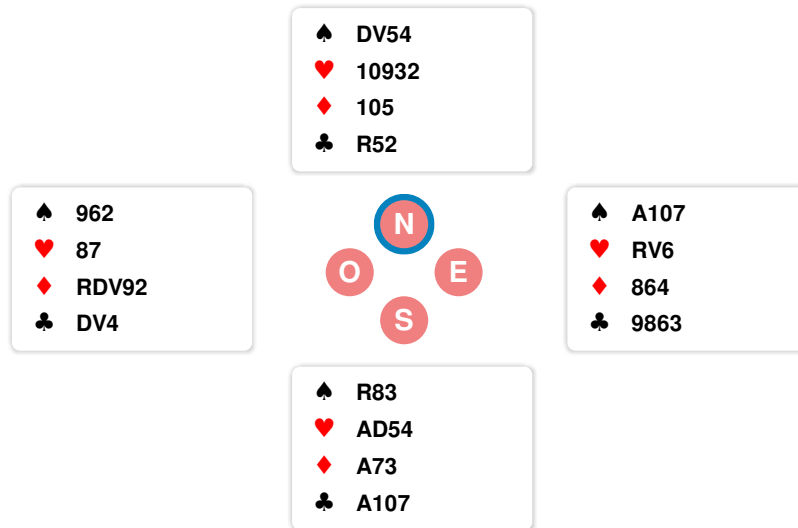 ♠ DV54
♥ 10932
♦ 105
♣ R52
♠ 962
♥ 87
♦ RDV92
♣ DV4
N
O E
S
♠ A107
♥ RV6
♦ 864
♣ 9863
♠ R83
♥ AD54
♦ A73
♣ A107